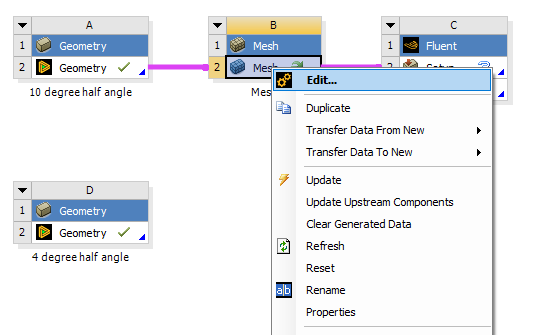 A
1 Geometry
2 Geometry
10 degree half angle
B
1 Mesh
2 Mesh
Mes
C
1 Fluent
2 Setup
Edit...
Duplicate
Transfer Data From New
Transfer Data To New
Update
Update Upstream Components
Clear Generated Data
Refresh
Reset
a|b Rename
Properties
D
1 Geometry
2 Geometry
4 degree half angle